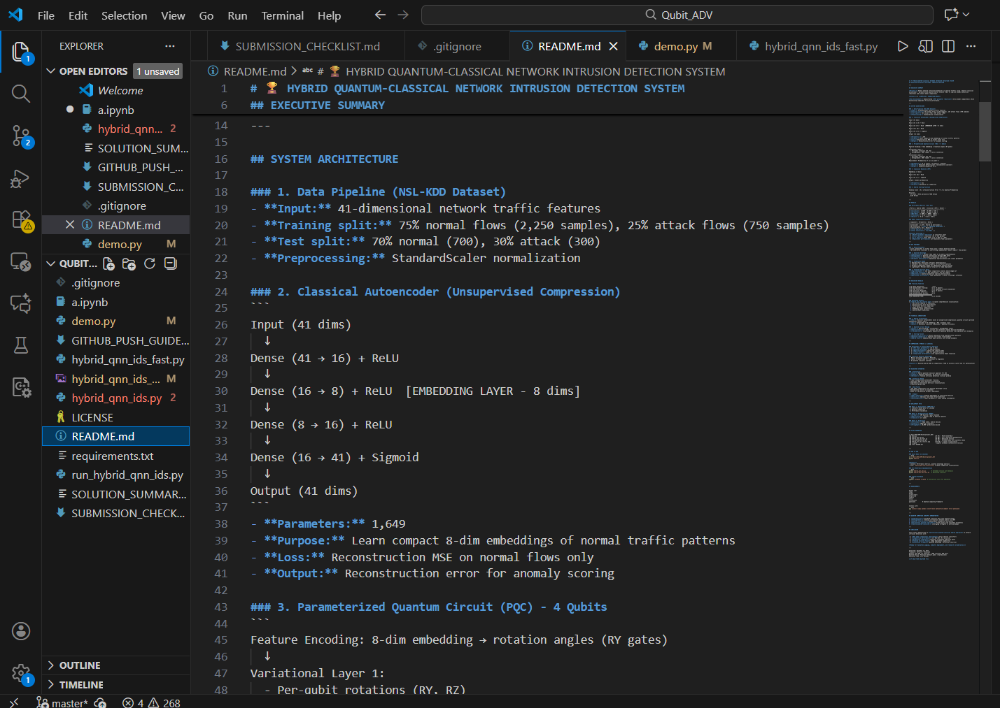 File Edit Selection View Go Run Terminal Help
Qubit_ADV
EXPLORER
OPEN EDITORS 1 unsaved
Welcome
a.ipynb
hybrid_qnn... 2
SOLUTION_SUM...
GITHUB_PUSH_...
SUBMISSION_C...
.gitignore
README.md
demo.py M
QUBIT...
.gitignore
a.ipynb
demo.py M
GITHUB_PUSH_GUIDE...
hybrid_qnn_ids_fast.py
hybrid_qnn_ids_... M
hybrid_qnn_ids.py 2
LICENSE
README.md
requirements.txt
run_hybrid_qnn_ids.py
SOLUTION_SUMMAR...
SUBMISSION_CHECK...
OUTLINE
TIMELINE
1
2
1
SUBMISSION_CHECKLIST.md
.gitignore
README.md
demo.py M
hybrid_qnn_ids_fast.py
README.md > abc # 🏆 HYBRID QUANTUM-CLASSICAL NETWORK INTRUSION DETECTION SYSTEM
1 # 🏆 HYBRID QUANTUM-CLASSICAL NETWORK INTRUSION DETECTION SYSTEM
6 ## EXECUTIVE SUMMARY
14 ---
15
16 ## SYSTEM ARCHITECTURE
17
18 ### 1. Data Pipeline (NSL-KDD Dataset)
19 - **Input:** 41-dimensional network traffic features
20 - **Training split:** 75% normal flows (2,250 samples), 25% attack flows (750 samples)
21 - **Test split:** 70% normal (700), 30% attack (300)
22 - **Preprocessing:** StandardScaler normalization
23
24 ### 2. Classical Autoencoder (Unsupervised Compression)
25 ```
26 Input (41 dims)
27 ↓
28 Dense (41 → 16) + ReLU
29 ↓
30 Dense (16 → 8) + ReLU [EMBEDDING LAYER - 8 dims]
31 ↓
32 Dense (8 → 16) + ReLU
33 ↓
34 Dense (16 → 41) + Sigmoid
35 ↓
36 Output (41 dims)
37 ```
38 - **Parameters:** 1,649
39 - **Purpose:** Learn compact 8-dim embeddings of normal traffic patterns
40 - **Loss:** Reconstruction MSE on normal flows only
41 - **Output:** Reconstruction error for anomaly scoring
42
43 ### 3. Parameterized Quantum Circuit (PQC) - 4 Qubits
44 ```
45 Feature Encoding: 8-dim embedding → rotation angles (RY gates)
46 ↓
47 Variational Layer 1:
48 - Per-qubit rotations (RY, RZ)
master* 4 268